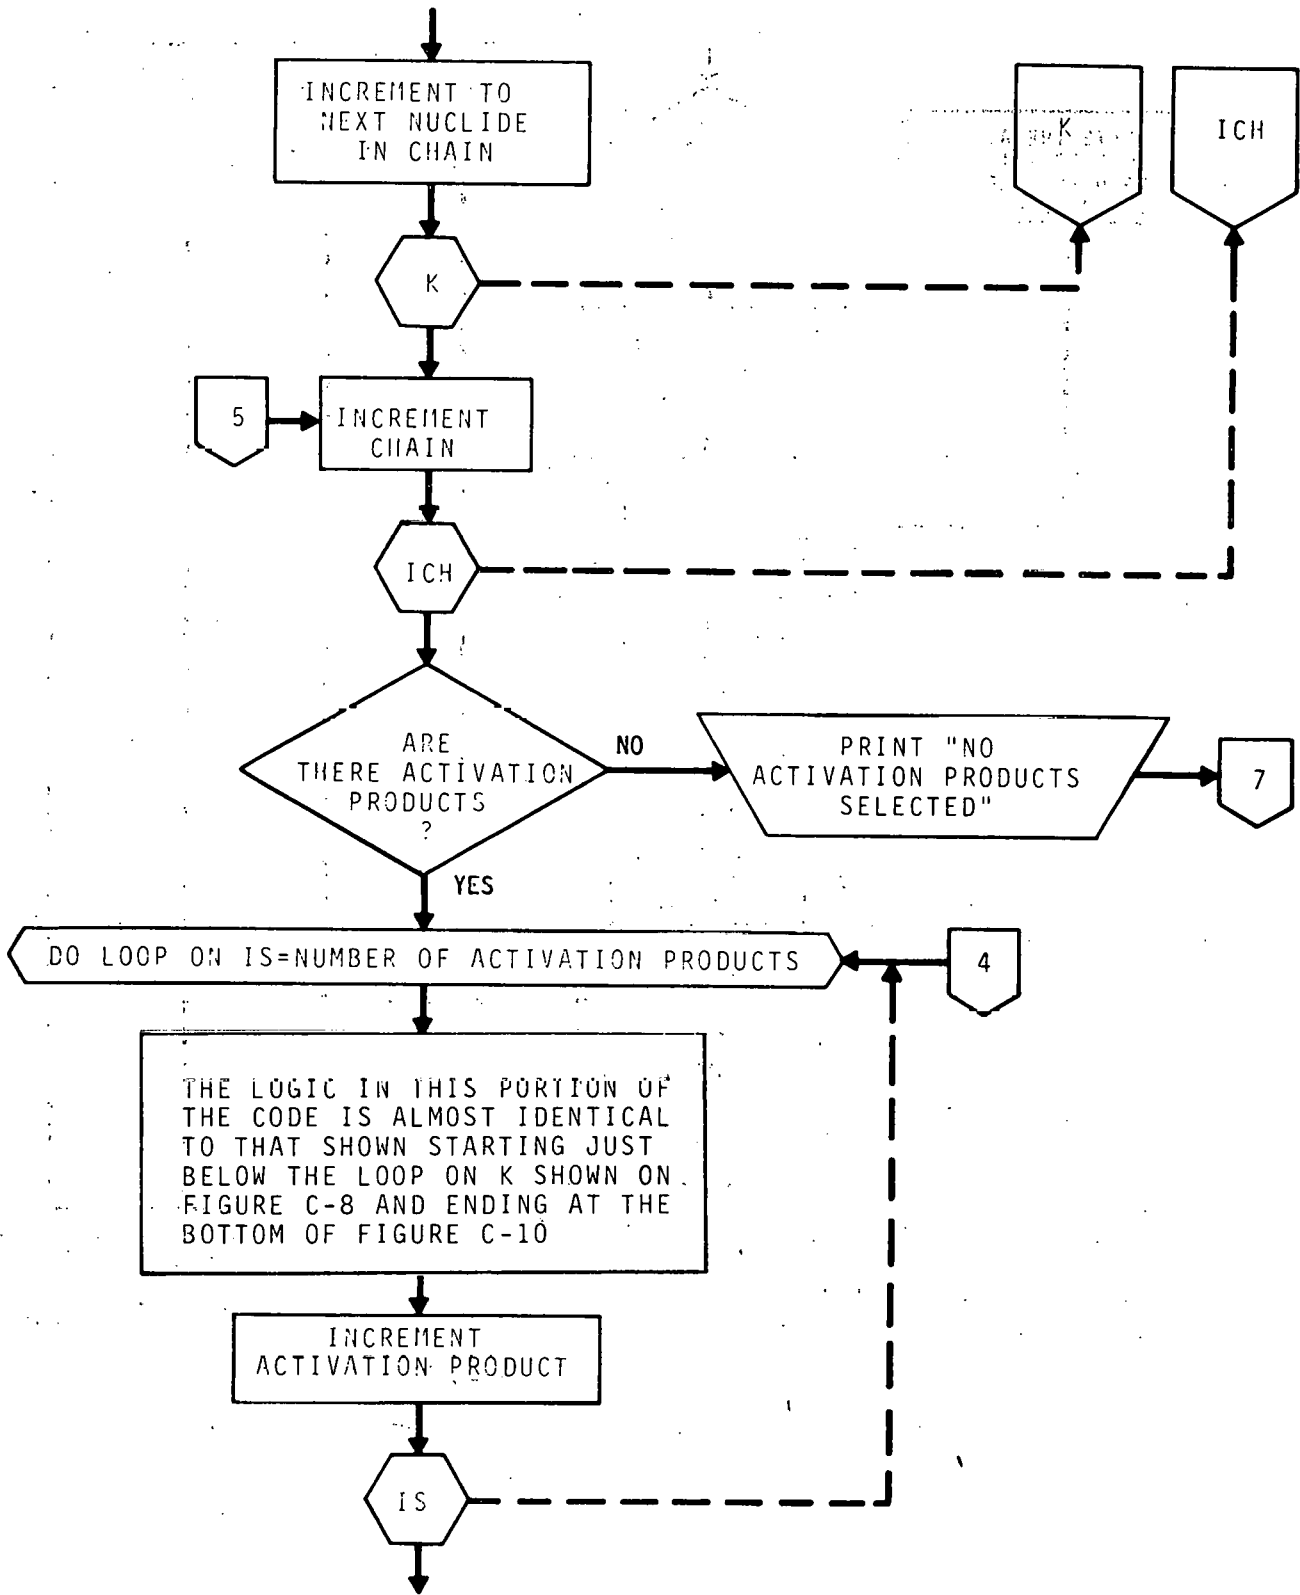 INCREMENT TO
NEXT NUCLIDE
IN CHAIN
K
ICH
K
5
INCREMENT
CHAIN
ICH
ARE
THERE ACTIVATION
PRODUCTS
?
NO
PRINT "NO
ACTIVATION PRODUCTS
SELECTED"
7
YES
DO LOOP ON IS=NUMBER OF ACTIVATION PRODUCTS
4
THE LOGIC IN THIS PORTION OF
THE CODE IS ALMOST IDENTICAL
TO THAT SHOWN STARTING JUST
BELOW THE LOOP ON K SHOWN ON
FIGURE C-8 AND ENDING AT THE
BOTTOM OF FIGURE C-10
INCREMENT
ACTIVATION PRODUCT
IS